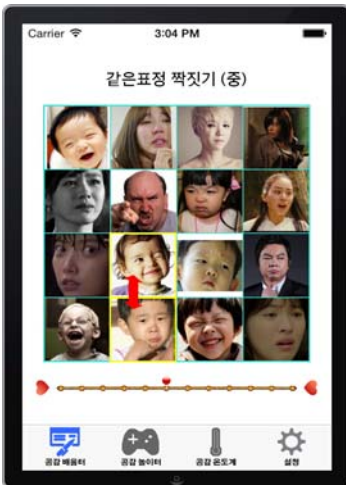 Carrier
3:04 PM
같은표정 짝짓기 (중)
공감 배움터
공감 놀이터
공감 온도계
설정